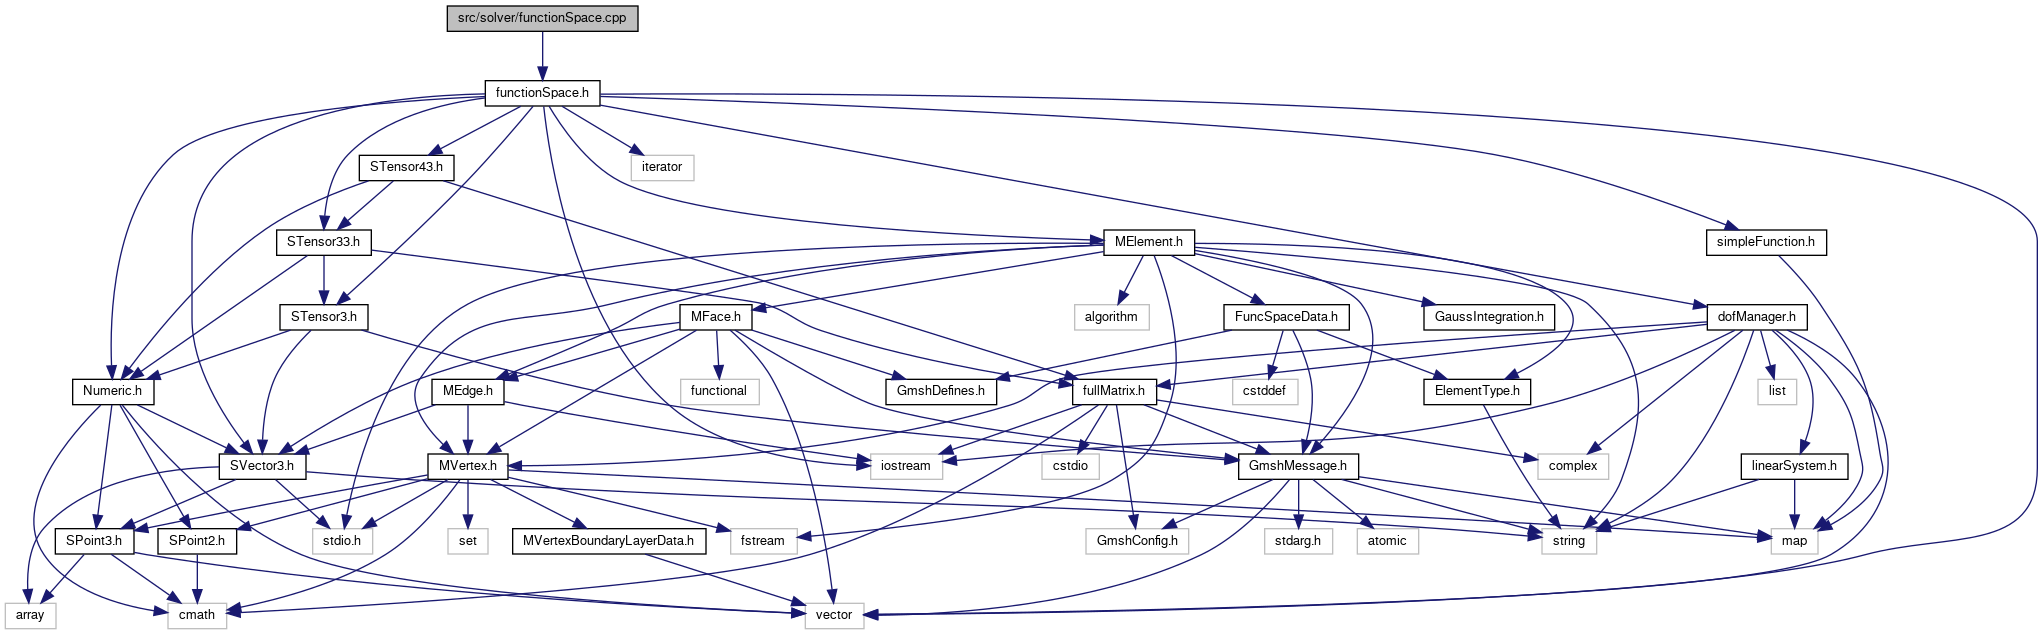 src/solver/functionSpace.cpp
functionSpace.h
STensor43.h
iterator
STensor33.h
MElement.h
simpleFunction.h
STensor3.h
MFace.h
algorithm
FuncSpaceData.h
GaussIntegration.h
dofManager.h
Numeric.h
MEdge.h
functional
GmshDefines.h
fullMatrix.h
cstddef
ElementType.h
list
SVector3.h
MVertex.h
iostream
cstdio
GmshMessage.h
complex
linearSystem.h
SPoint3.h
SPoint2.h
stdio.h
set
MVertexBoundaryLayerData.h
fstream
GmshConfig.h
stdarg.h
atomic
string
map
array
cmath
vector